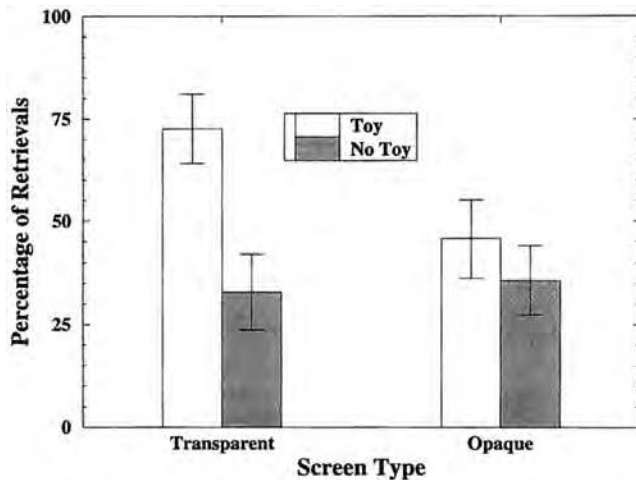 100
75
50
25
0
Percentage of Retrievals
Toy
No Toy
Transparent
Opaque
Screen Type